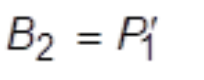 B₂ = P₁′